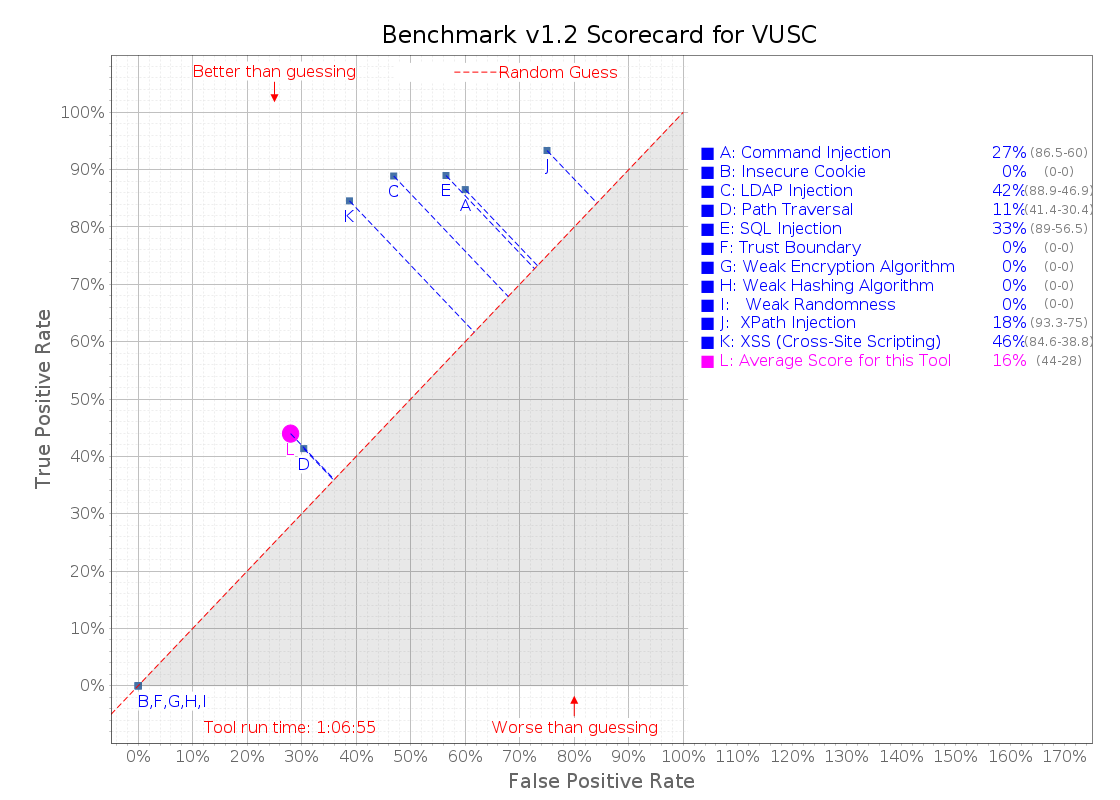 Benchmark v1.2 Scorecard for VUSC
Better than guessing
Random Guess
100%
90%
80%
70%
60%
50%
40%
30%
20%
10%
0%
True Positive Rate
J
E
A
C
K
L
D
B,F,G,H,I
A: Command Injection 27% (86.5-60)
B: Insecure Cookie 0% (0-0)
C: LDAP Injection 42% (88.9-46.9)
D: Path Traversal 11% (41.4-30.4)
E: SQL Injection 33% (89-56.5)
F: Trust Boundary 0% (0-0)
G: Weak Encryption Algorithm 0% (0-0)
H: Weak Hashing Algorithm 0% (0-0)
I: Weak Randomness 0% (0-0)
J: XPath Injection 18% (93.3-75)
K: XSS (Cross-Site Scripting) 46% (84.6-38.8)
L: Average Score for this Tool 16% (44-28)
Tool run time: 1:06:55
Worse than guessing
0% 10% 20% 30% 40% 50% 60% 70% 80% 90% 100% 110% 120% 130% 140% 150% 160% 170%
False Positive Rate